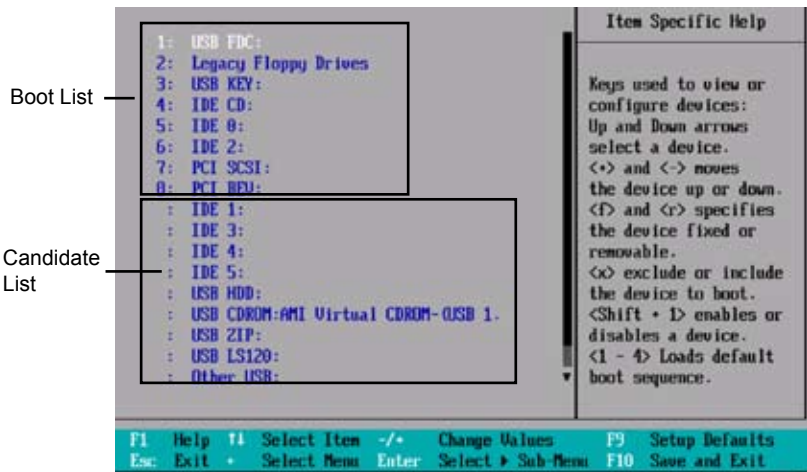 Boot List
Candidate
List
1: USB FDC:
2: Legacy Floppy Drives
3: USB KEY:
4: IDE CD:
5: IDE 0:
6: IDE 2:
7: PCI SCSI:
8: PCI BEV:
: IDE 1:
: IDE 3:
: IDE 4:
: IDE 5:
: USB HDD:
: USB CDROM:AMI Virtual CDROM-(USB 1.
: USB ZIP:
: USB LS120:
: Other USB:
Item Specific Help
Keys used to view or
configure devices:
Up and Down arrows
select a device.
<+> and <-> moves
the device up or down.
<f> and <r> specifies
the device fixed or
removable.
<x> exclude or include
the device to boot.
<Shift + 1> enables or
disables a device.
<1 - 4> Loads default
boot sequence.
F1 Help ↑↓ Select Item -/+ Change Values F9 Setup Defaults
Esc Exit + Select Menu Enter Select ▶ Sub-Menu F10 Save and Exit